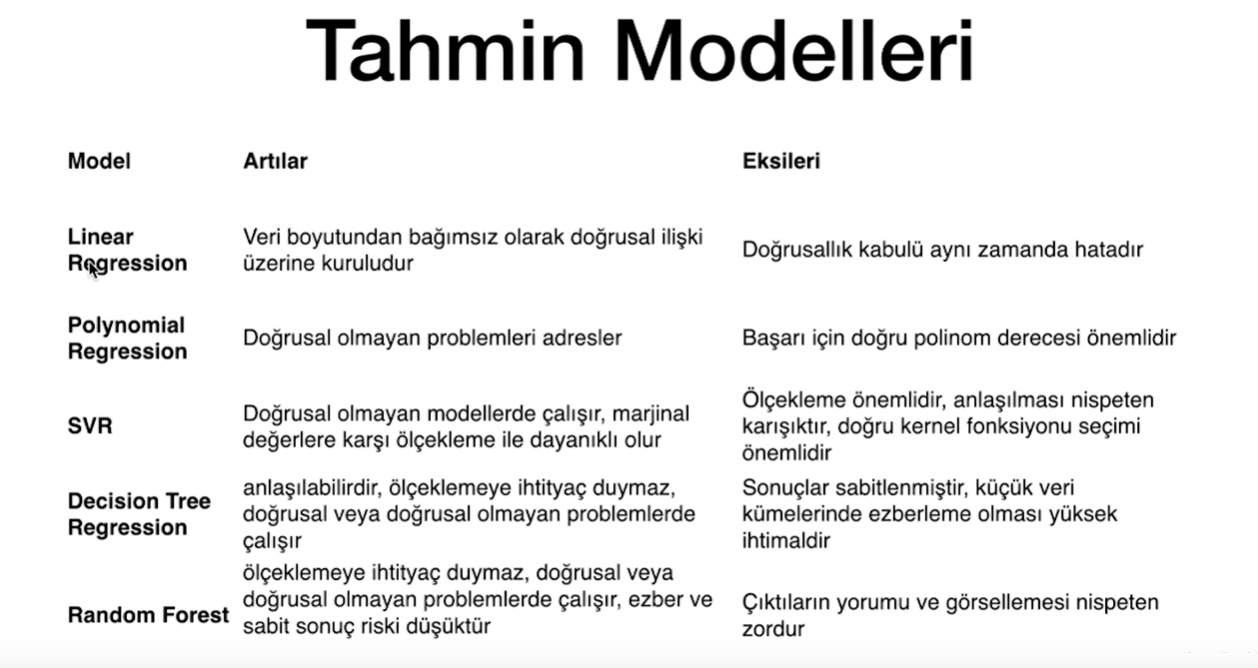 Tahmin Modelleri
Model Artılar Eksileri
Linear Regression
Veri boyutundan bağımsız olarak doğrusal ilişki
üzerine kuruludur
Doğrusallık kabulü aynı zamanda hatadır
Polynomial
Regression
Doğrusal olmayan problemleri adresler
Başarı için doğru polinom derecesi önemlidir
SVR
Doğrusal olmayan modellerde çalışır, marjinal
değerlere karşı ölçekleme ile dayanıklı olur
Ölçekleme önemlidir, anlaşılması nispeten
karışıktır, doğru kernel fonksiyonu seçimi
önemlidir
Decision Tree
Regression
anlaşılabilirdir, ölçeklemeye ihtityaç duymaz,
doğrusal veya doğrusal olmayan problemlerde
çalışır
Sonuçlar sabitlenmiştir, küçük veri
kümelerinde ezberleme olması yüksek
ihtimaldir
Random Forest
ölçeklemeye ihtityaç duymaz, doğrusal veya
doğrusal olmayan problemlerde çalışır, ezber ve
sabit sonuç riski düşüktür
Çıktıların yorumu ve görsellemesi nispeten
zordur